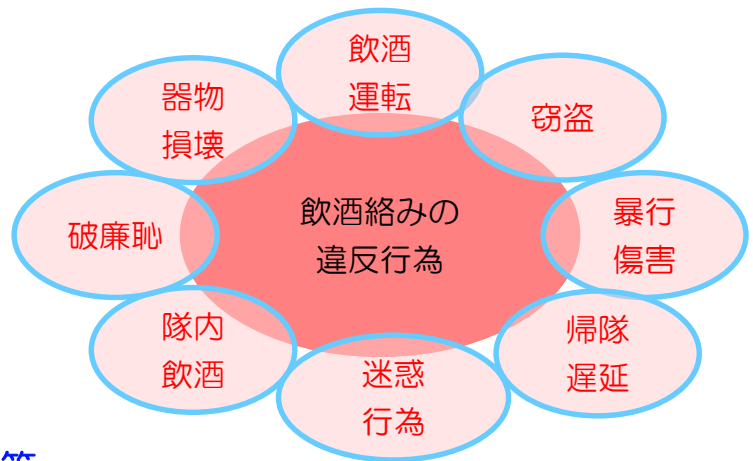 飲酒
運転
器物
損壊
窃盗
飲酒絡みの
違反行為
破廉恥
暴行
傷害
隊内
飲酒
帰隊
遅延
迷惑
行為